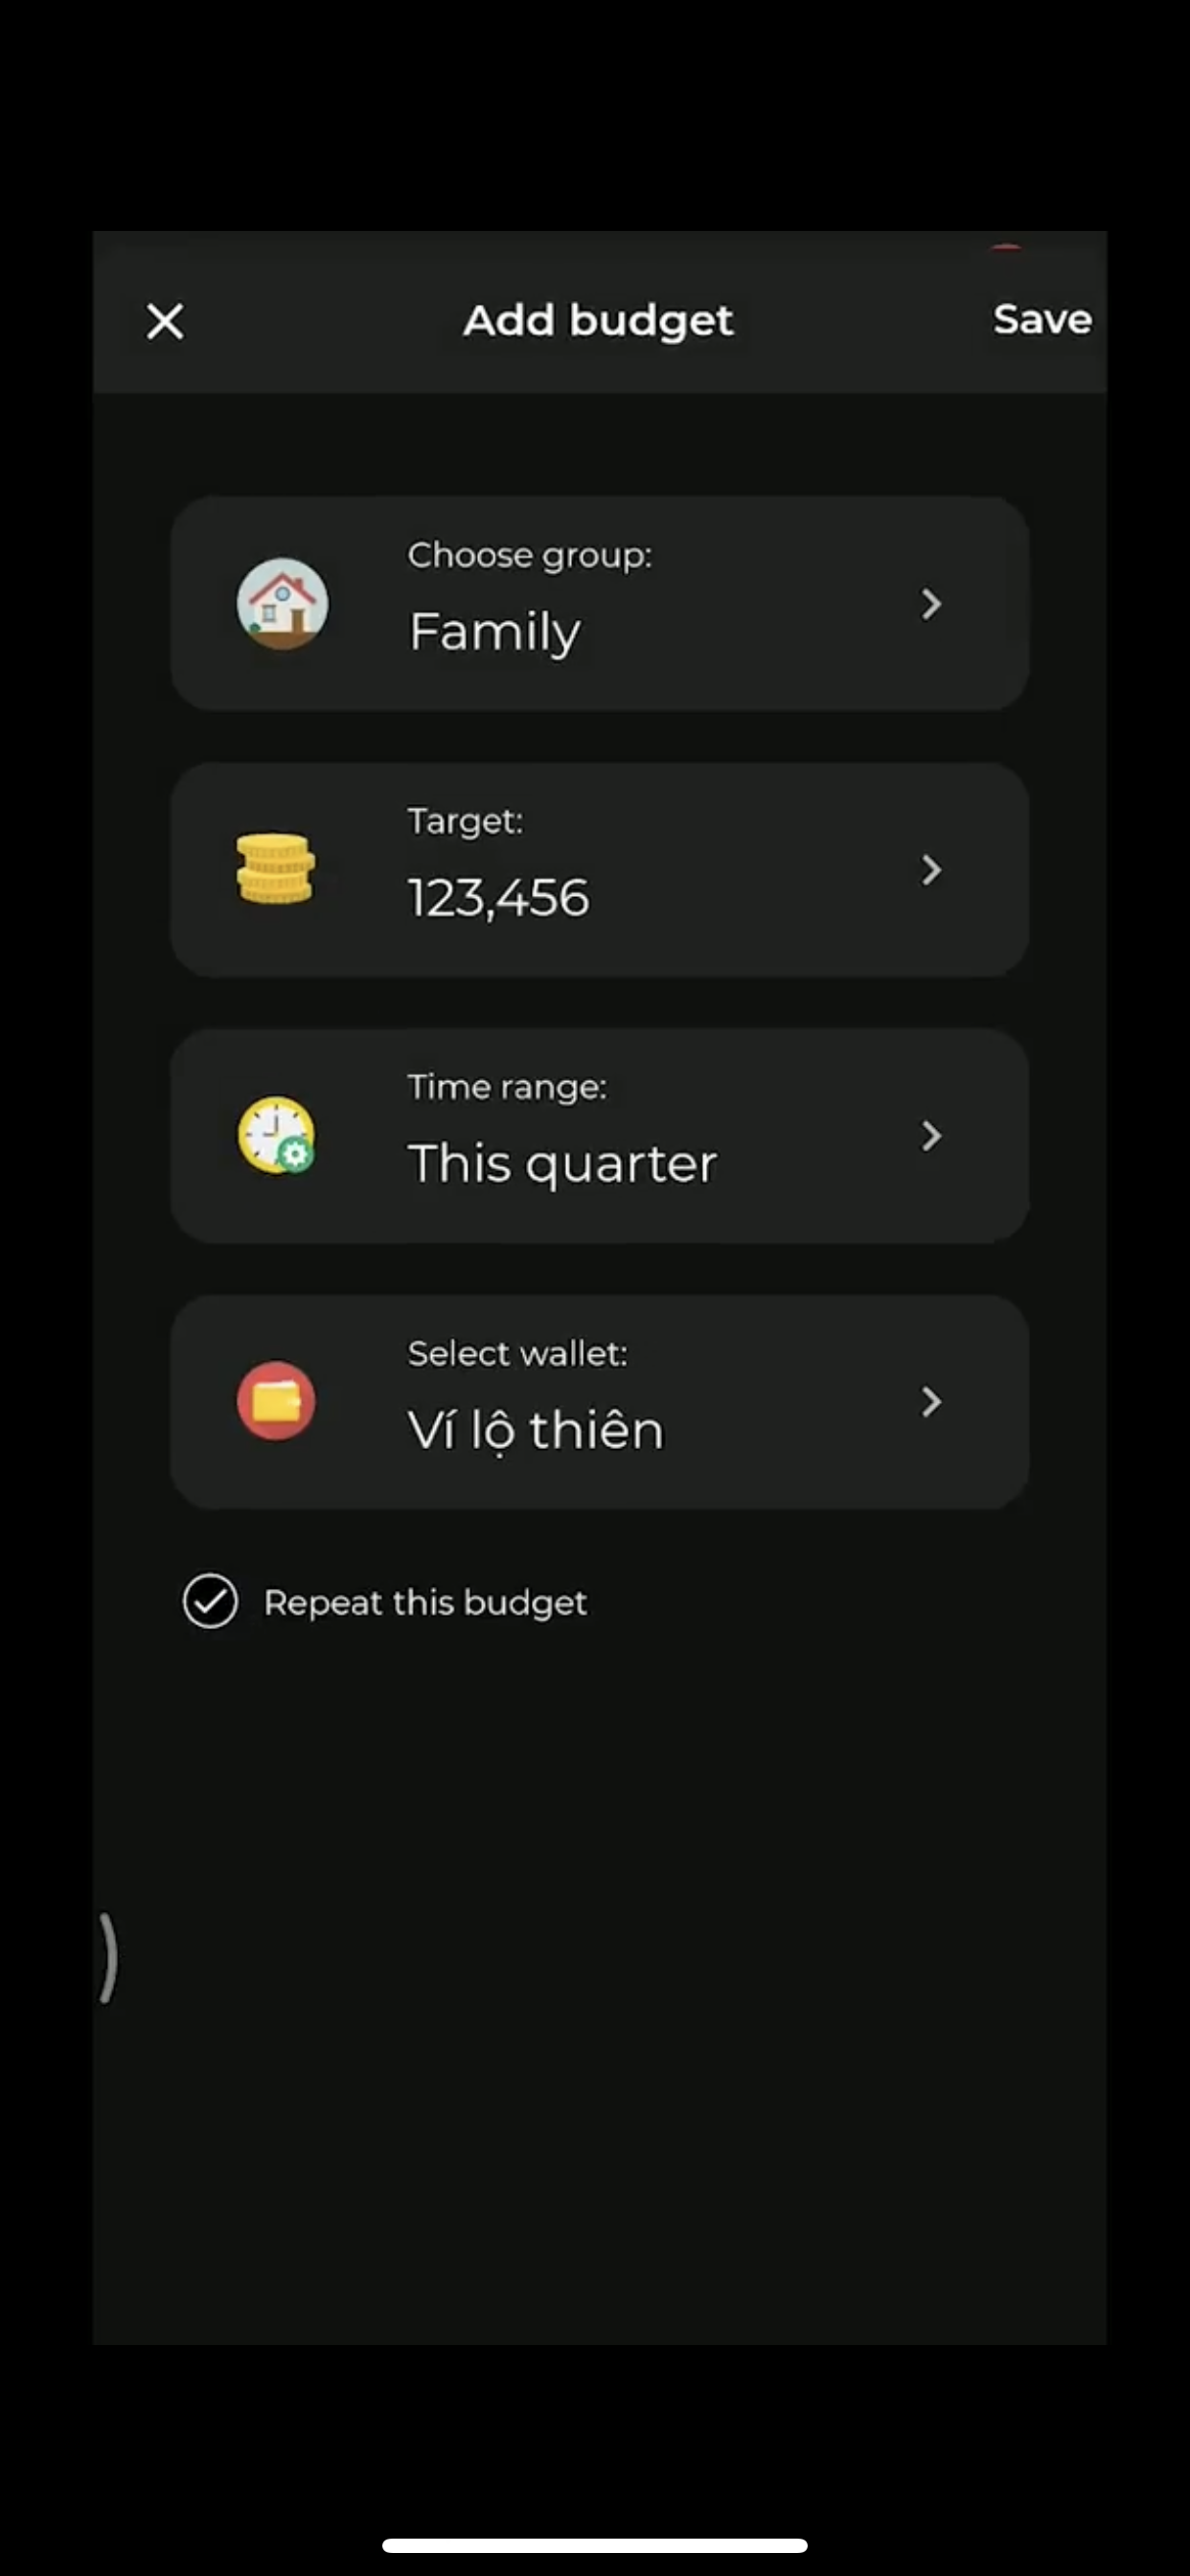 Add budget
Save
Choose group:
Family
Target:
123,456
Time range:
This quarter
Select wallet:
Ví lộ thiên
Repeat this budget